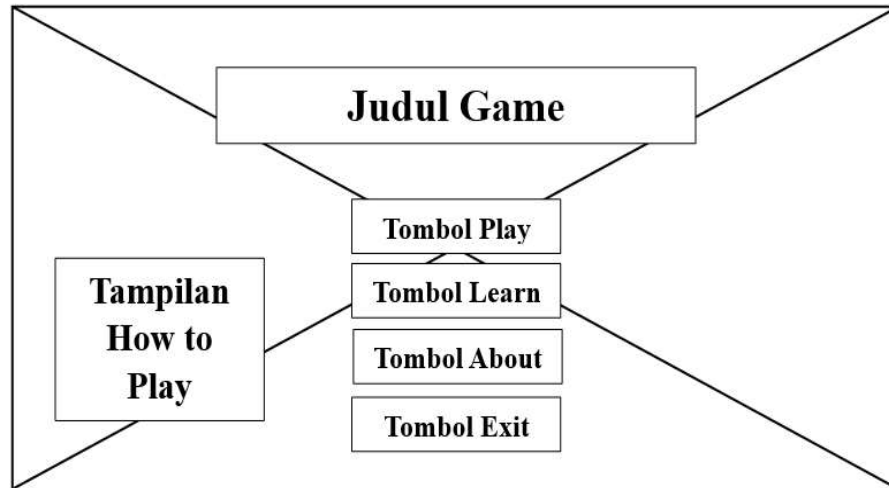 Judul Game
Tombol Play
Tombol Learn
Tampilan
How to
Play
Tombol About
Tombol Exit